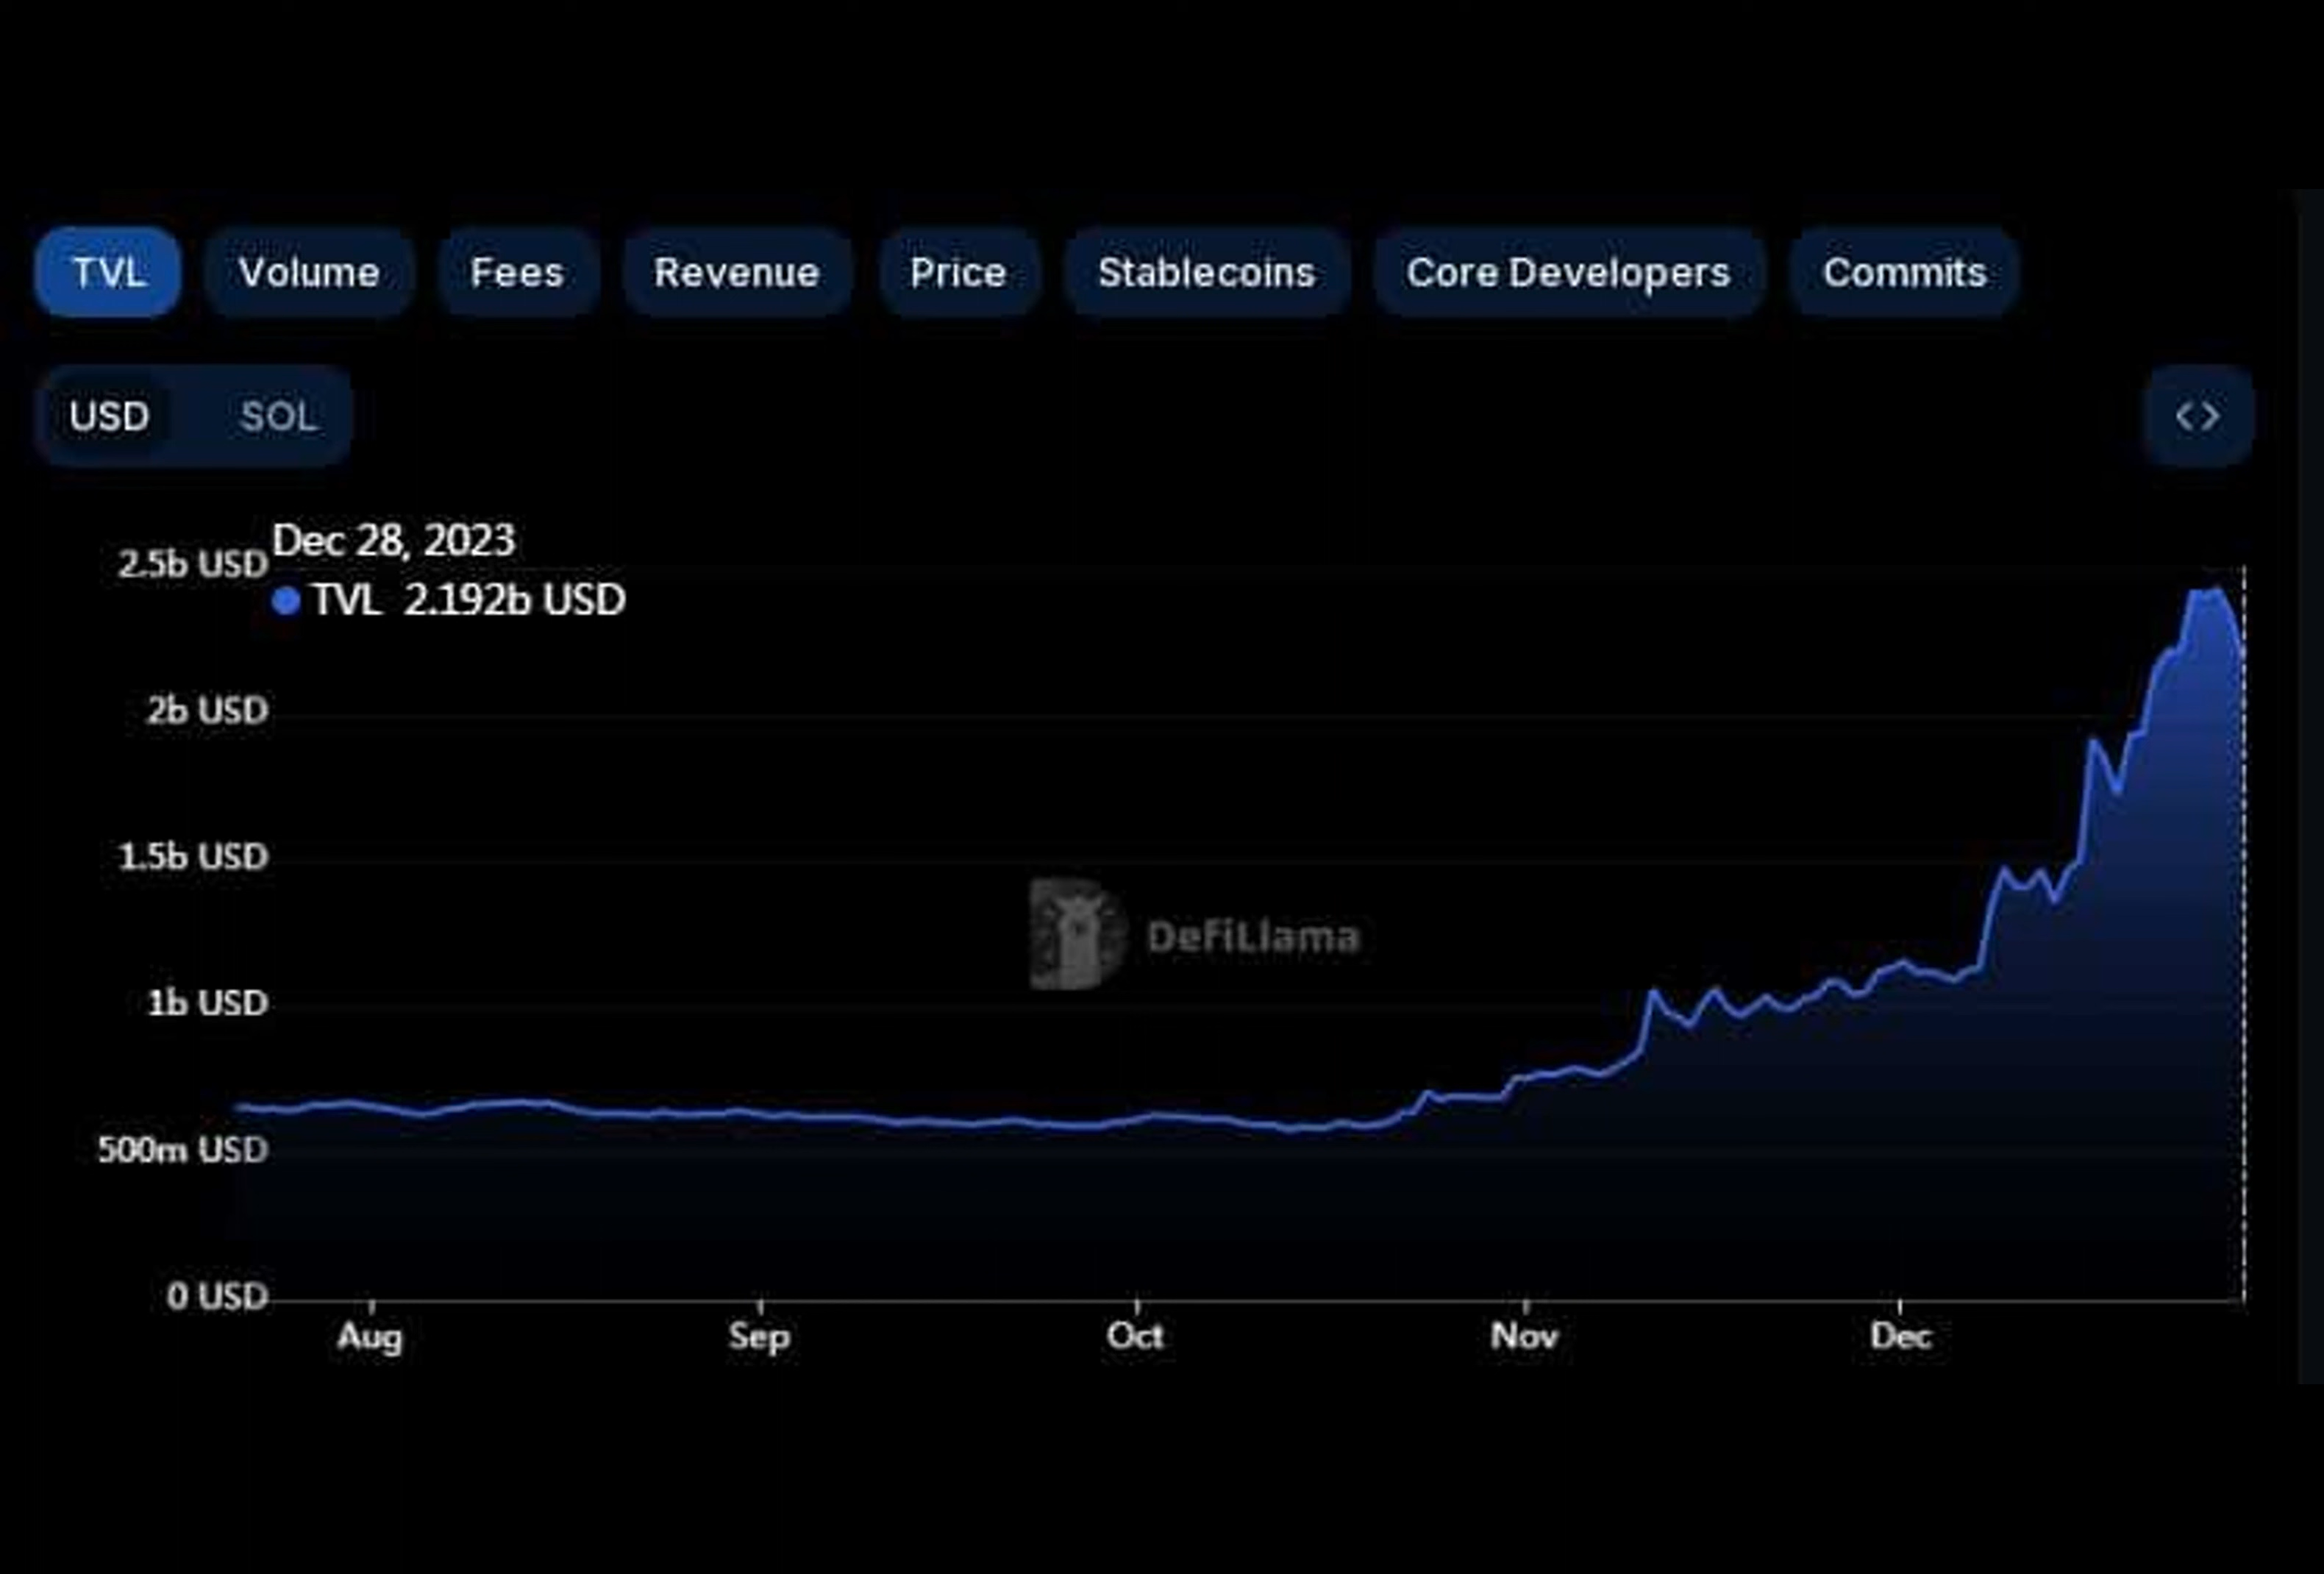 TVL Volume Fees Revenue Price Stablecoins Core Developers Commits
USD SOL <>
Dec 28, 2023
2.5b USD
TVL 2.192b USD
2b USD
1.5b USD
DeFiLlama
1b USD
500m USD
0 USD
Aug Sep Oct Nov Dec